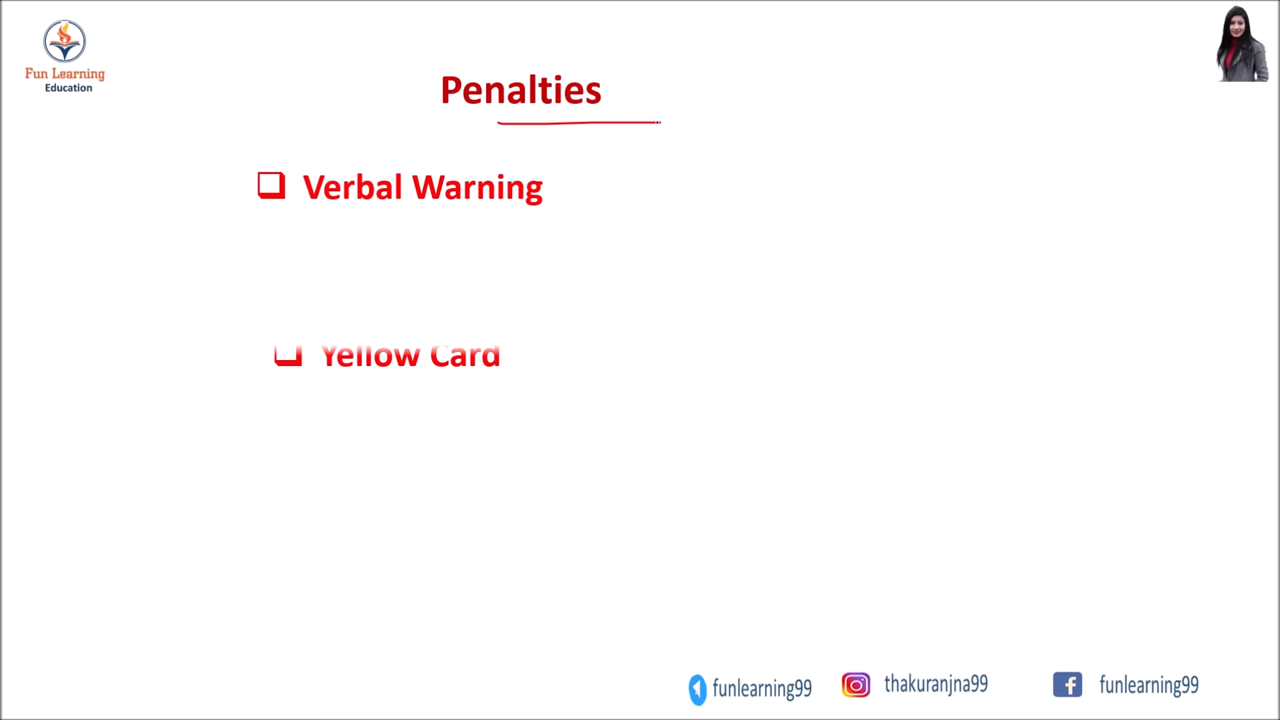 Fun Learning
Education
Penalties
Verbal Warning
Yellow Card
funlearning99
thakuranjna99
funlearning99